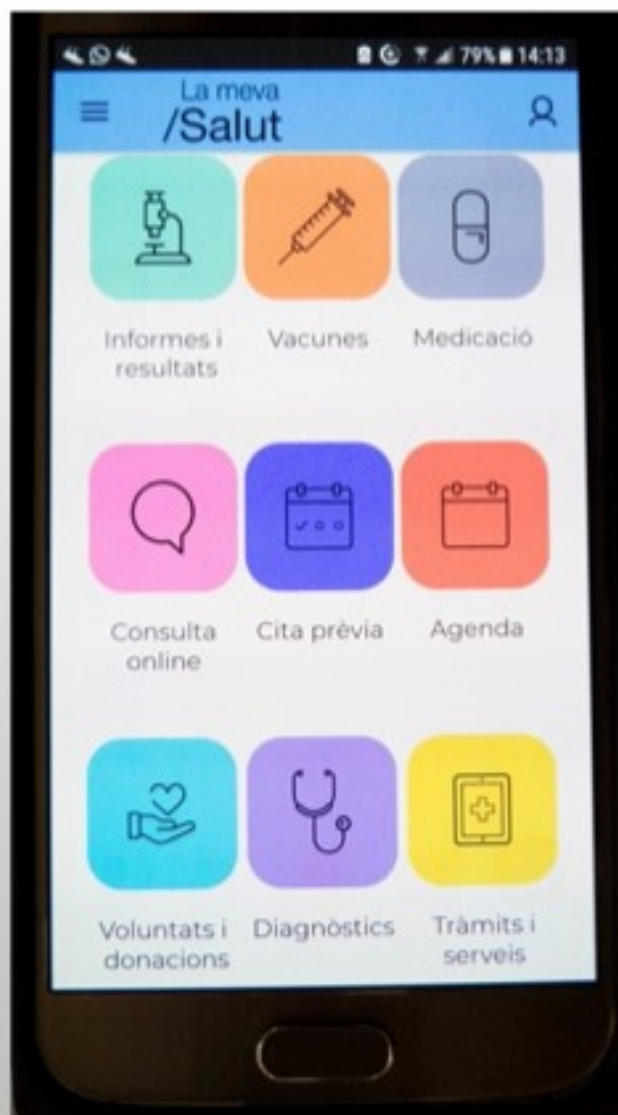 79% 14:13
La meva
/Salut
Informes i
resultats
Vacunes
Medicació
Consulta
online
Cita prèvia
Agenda
Voluntats i
donacions
Diagnòstics
Tràmits i
serveis